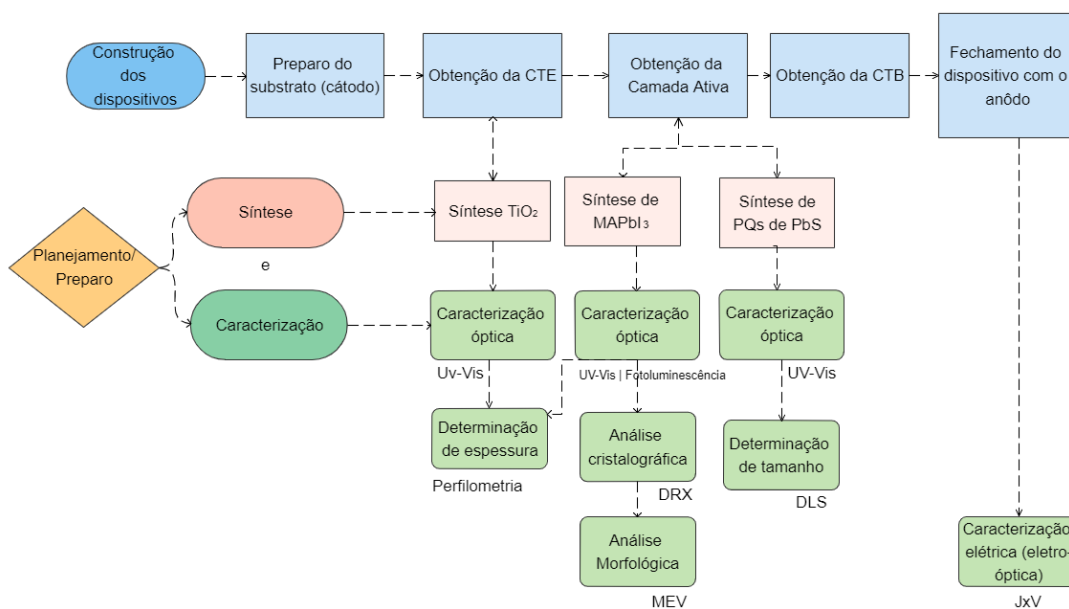 Construção
dos
dispositivos
Preparo do
substrato (cátodo)
Obtenção da CTE
Obtenção da
Camada Ativa
Obtenção da CTB
Fechamento do
dispositivo com o
anôdo
Planejamento/
Preparo
Síntese
e
Caracterização
Síntese TiO₂
Síntese de
MAPbI₃
Síntese de
PQs de PbS
Caracterização
óptica
Uv-Vis
Caracterização
óptica
UV-Vis | Fotoluminescência
Caracterização
óptica
UV-Vis
Determinação
de espessura
Perfilometria
Análise
cristalográfica
DRX
Determinação
de tamanho
DLS
Análise
Morfológica
MEV
Caracterização
elétrica (eletro-
óptica)
JxV